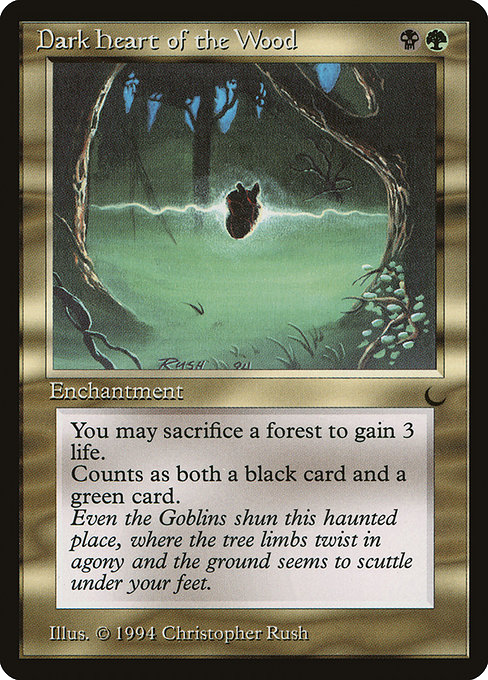 Dark Heart of the Wood
RUSH 94
Enchantment
You may sacrifice a forest to gain 3
life.
Counts as both a black card and a
green card.
Even the Goblins shun this haunted
place, where the tree limbs twist in
agony and the ground seems to scuttle
under your feet.
Illus. © 1994 Christopher Rush